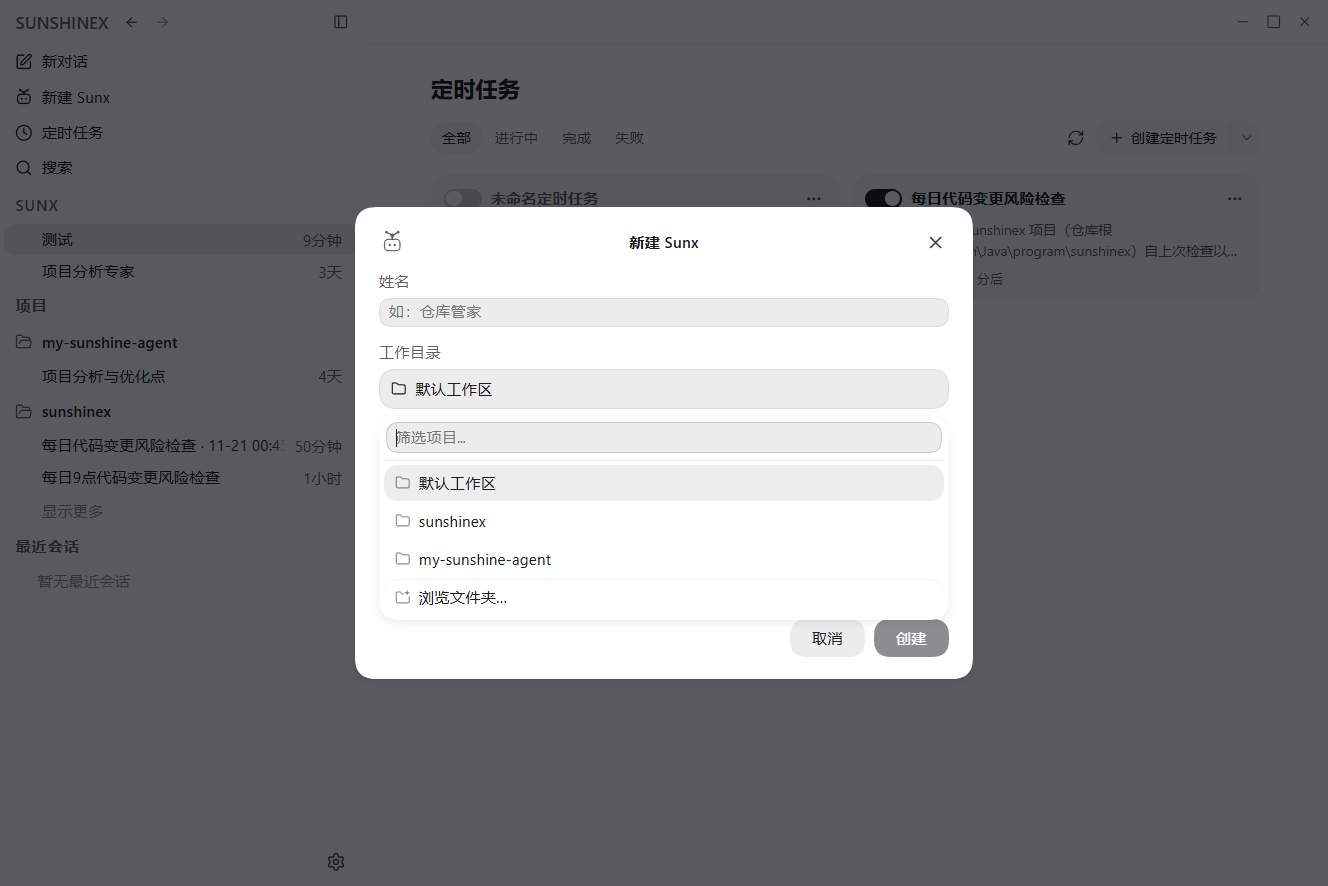 SUNSHINEX
新对话
新建 Sunx
定时任务
搜索
SUNX
测试 9分钟
项目分析专家 3天
项目
my-sunshine-agent
项目分析与优化点 4天
sunshinex
每日代码变更风险检查 · 11-21 00:45 50分钟
每日9点代码变更风险检查 1小时
显示更多
最近会话
暂无最近会话
定时任务
全部 进行中 完成 失败
创建定时任务
未命名定时任务 ...
每日代码变更风险检查 ...
unshinex 项目（仓库根
\Java\program\sunshinex）自上次检查以...
分后
新建 Sunx
姓名
如：仓库管家
工作目录
默认工作区
筛选项目...
默认工作区
sunshinex
my-sunshine-agent
浏览文件夹...
取消 创建